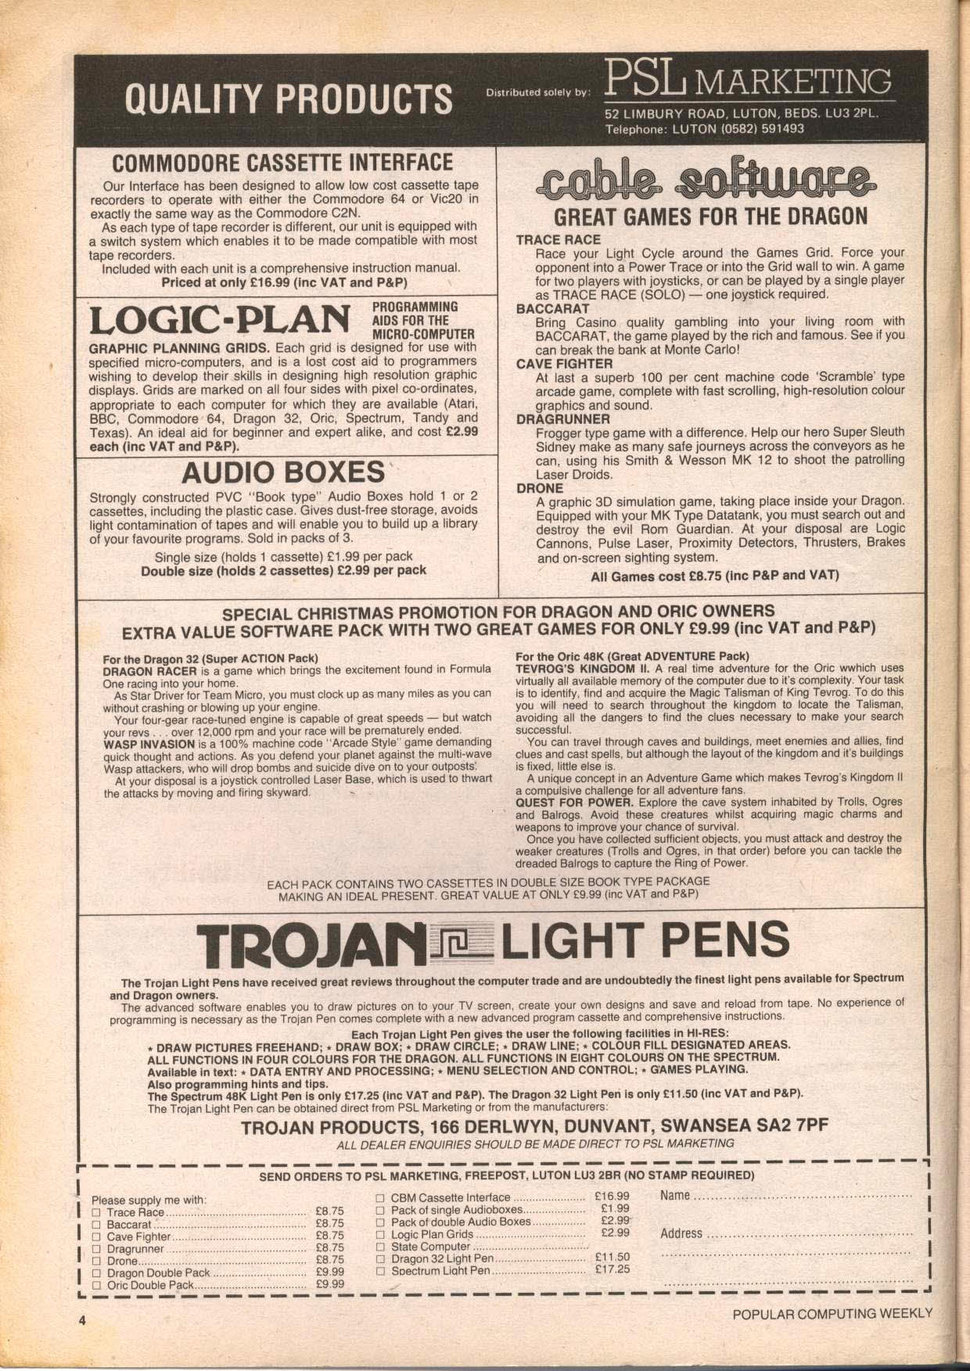 QUALITY PRODUCTS
Distributed solely by:
PSL MARKETING
52 LIMBURY ROAD, LUTON, BEDS. LU3 2PL.
Telephone: LUTON (0582) 591493
COMMODORE CASSETTE INTERFACE
Our Interface has been designed to allow low cost cassette tape
recorders to operate with either the Commodore 64 or Vic20 in
exactly the same way as the Commodore C2N.
As each type of tape recorder is different, our unit is equipped with
a switch system which enables it to be made compatible with most
tape recorders.
Included with each unit is a comprehensive instruction manual.
Priced at only £16.99 (inc VAT and P&P)
LOGIC-PLAN
PROGRAMMING
AIDS FOR THE
MICRO-COMPUTER
GRAPHIC PLANNING GRIDS. Each grid is designed for use with
specified micro-computers, and is a lost cost aid to programmers
wishing to develop their skills in designing high resolution graphic
displays. Grids are marked on all four sides with pixel co-ordinates,
appropriate to each computer for which they are available (Atari,
BBC, Commodore 64, Dragon 32, Oric, Spectrum, Tandy and
Texas). An ideal aid for beginner and expert alike, and cost £2.99
each (inc VAT and P&P).
AUDIO BOXES
Strongly constructed PVC "Book type" Audio Boxes hold 1 or 2
cassettes, including the plastic case. Gives dust-free storage, avoids
light contamination of tapes and will enable you to build up a library
of your favourite programs. Sold in packs of 3.
Single size (holds 1 cassette) £1.99 per pack
Double size (holds 2 cassettes) £2.99 per pack
cable software
GREAT GAMES FOR THE DRAGON
TRACE RACE
Race your Light Cycle around the Games Grid. Force your
opponent into a Power Trace or into the Grid wall to win. A game
for two players with joysticks, or can be played by a single player
as TRACE RACE (SOLO) — one joystick required.
BACCARAT
Bring Casino quality gambling into your living room with
BACCARAT, the game played by the rich and famous. See if you
can break the bank at Monte Carlo!
CAVE FIGHTER
At last a superb 100 per cent machine code 'Scramble' type
arcade game, complete with fast scrolling, high-resolution colour
graphics and sound.
DRAGRUNNER
Frogger type game with a difference. Help our hero Super Sleuth
Sidney make as many safe journeys across the conveyors as he
can, using his Smith & Wesson MK 12 to shoot the patrolling
Laser Droids.
DRONE
A graphic 3D simulation game, taking place inside your Dragon.
Equipped with your MK Type Datatank, you must search out and
destroy the evil Rom Guardian. At your disposal are Logic
Cannons, Pulse Laser, Proximity Detectors, Thrusters, Brakes
and on-screen sighting system.
All Games cost £8.75 (inc P&P and VAT)
SPECIAL CHRISTMAS PROMOTION FOR DRAGON AND ORIC OWNERS
EXTRA VALUE SOFTWARE PACK WITH TWO GREAT GAMES FOR ONLY £9.99 (inc VAT and P&P)
For the Dragon 32 (Super ACTION Pack)
DRAGON RACER is a game which brings the excitement found in Formula
One racing into your home.
As Star Driver for Team Micro, you must clock up as many miles as you can
without crashing or blowing up your engine.
Your four-gear race-tuned engine is capable of great speeds — but watch
your revs . . . over 12,000 rpm and your race will be prematurely ended.
WASP INVASION is a 100% machine code "Arcade Style" game demanding
quick thought and actions. As you defend your planet against the multi-wave
Wasp attackers, who will drop bombs and suicide dive on to your outposts.
At your disposal is a joystick controlled Laser Base, which is used to thwart
the attacks by moving and firing skyward.
For the Oric 48K (Great ADVENTURE Pack)
TEVROG'S KINGDOM II. A real time adventure for the Oric wwhich uses
virtually all available memory of the computer due to it's complexity. Your task
is to identify, find and acquire the Magic Talisman of King Tevrog. To do this
you will need to search throughout the kingdom to locate the Talisman,
avoiding all the dangers to find the clues necessary to make your search
successful.
You can travel through caves and buildings, meet enemies and allies, find
clues and cast spells, but although the layout of the kingdom and it's buildings
is fixed, little else is.
A unique concept in an Adventure Game which makes Tevrog's Kingdom II
a compulsive challenge for all adventure fans.
QUEST FOR POWER. Explore the cave system inhabited by Trolls, Ogres
and Balrogs. Avoid these creatures whilst acquiring magic charms and
weapons to improve your chance of survival.
Once you have collected sufficient objects, you must attack and destroy the
weaker creatures (Trolls and Ogres, in that order) before you can tackle the
dreaded Balrogs to capture the Ring of Power.
EACH PACK CONTAINS TWO CASSETTES IN DOUBLE SIZE BOOK TYPE PACKAGE
MAKING AN IDEAL PRESENT. GREAT VALUE AT ONLY £9.99 (inc VAT and P&P)
TROJAN LIGHT PENS
The Trojan Light Pens have received great reviews throughout the computer trade and are undoubtedly the finest light pens available for Spectrum
and Dragon owners.
The advanced software enables you to draw pictures on to your TV screen, create your own designs and save and reload from tape. No experience of
programming is necessary as the Trojan Pen comes complete with a new advanced program cassette and comprehensive instructions.
Each Trojan Light Pen gives the user the following facilities in HI-RES:
★ DRAW PICTURES FREEHAND; ★ DRAW BOX; ★ DRAW CIRCLE; ★ DRAW LINE; ★ COLOUR FILL DESIGNATED AREAS.
ALL FUNCTIONS IN FOUR COLOURS FOR THE DRAGON. ALL FUNCTIONS IN EIGHT COLOURS ON THE SPECTRUM.
Available in text: ★ DATA ENTRY AND PROCESSING; ★ MENU SELECTION AND CONTROL; ★ GAMES PLAYING.
Also programming hints and tips.
The Spectrum 48K Light Pen is only £17.25 (inc VAT and P&P). The Dragon 32 Light Pen is only £11.50 (inc VAT and P&P).
The Trojan Light Pen can be obtained direct from PSL Marketing or from the manufacturers:
TROJAN PRODUCTS, 166 DERLWYN, DUNVANT, SWANSEA SA2 7PF
ALL DEALER ENQUIRIES SHOULD BE MADE DIRECT TO PSL MARKETING
SEND ORDERS TO PSL MARKETING, FREEPOST, LUTON LU3 2BR (NO STAMP REQUIRED)
Please supply me with:
☐ Trace Race ........ £8.75
☐ Baccarat ........ £8.75
☐ Cave Fighter ........ £8.75
☐ Dragrunner ........ £8.75
☐ Drone ........ £8.75
☐ Dragon Double Pack ........ £9.99
☐ Oric Double Pack ........ £9.99
☐ CBM Cassette Interface ........ £16.99
☐ Pack of single Audioboxes ........ £1.99
☐ Pack of double Audio Boxes ........ £2.99
☐ Logic Plan Grids ........ £2.99
☐ State Computer ........
☐ Dragon 32 Light Pen ........ £11.50
☐ Spectrum Light Pen ........ £17.25
Name ........
Address ........
4
POPULAR COMPUTING WEEKLY